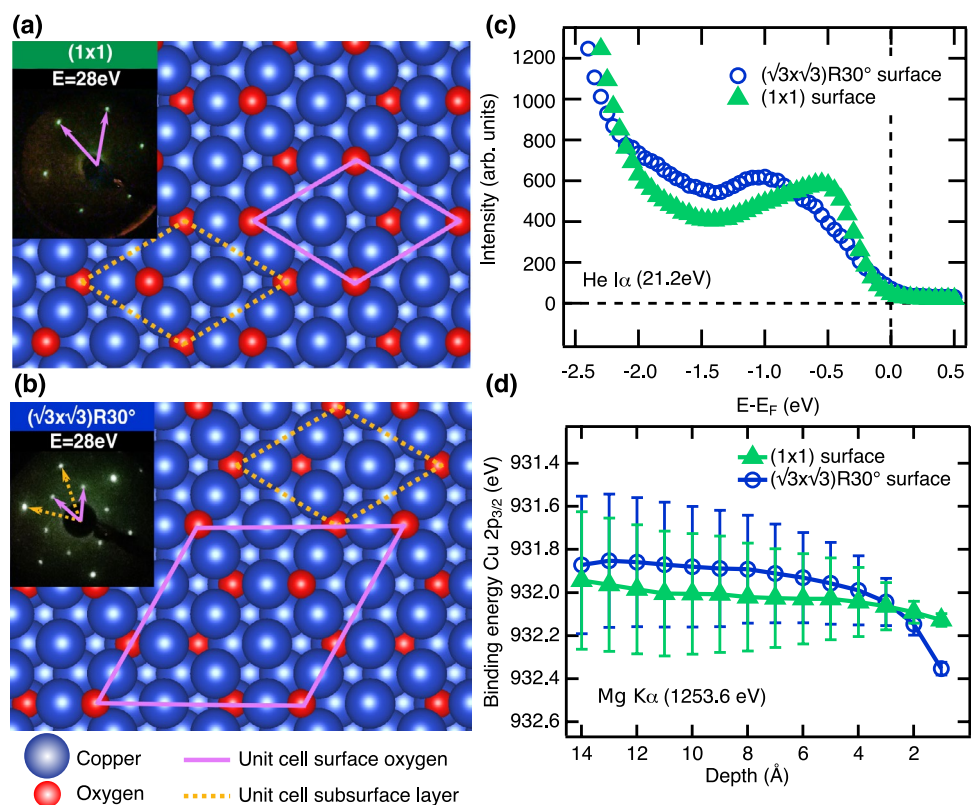 (a)
(1x1)
E=28eV
(b)
(√3x√3)R30°
E=28eV
Copper
Oxygen
Unit cell surface oxygen
Unit cell subsurface layer
(c)
Intensity (arb. units)
1200
1000
800
600
400
200
0
(√3x√3)R30° surface
(1x1) surface
He Iα (21.2eV)
-2.5 -2.0 -1.5 -1.0 -0.5 0.0 0.5
E-EF (eV)
(d)
Binding energy Cu 2p3/2 (eV)
931.4
931.6
931.8
932.0
932.2
932.4
932.6
(1x1) surface
(√3x√3)R30° surface
Mg Kα (1253.6 eV)
14 12 10 8 6 4 2
Depth (Å)